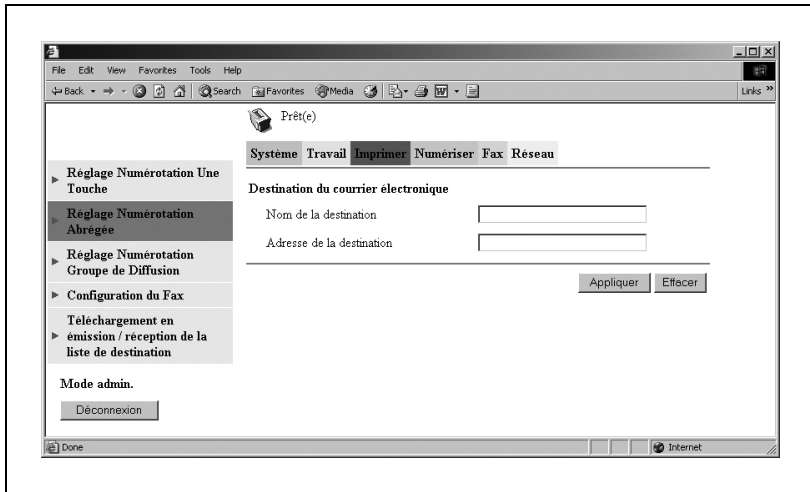 File Edit View Favorites Tools Help
Back Search Favorites Media Links »
Prêt(e)
Système Travail Imprimer Numériser Fax Réseau
Réglage Numérotation Une
Touche
Réglage Numérotation
Abrégée
Réglage Numérotation
Groupe de Diffusion
Configuration du Fax
Téléchargement en
émission / réception de la
liste de destination
Mode admin.
Déconnexion
Destination du courrier électronique
Nom de la destination
Adresse de la destination
Appliquer Effacer
Done Internet